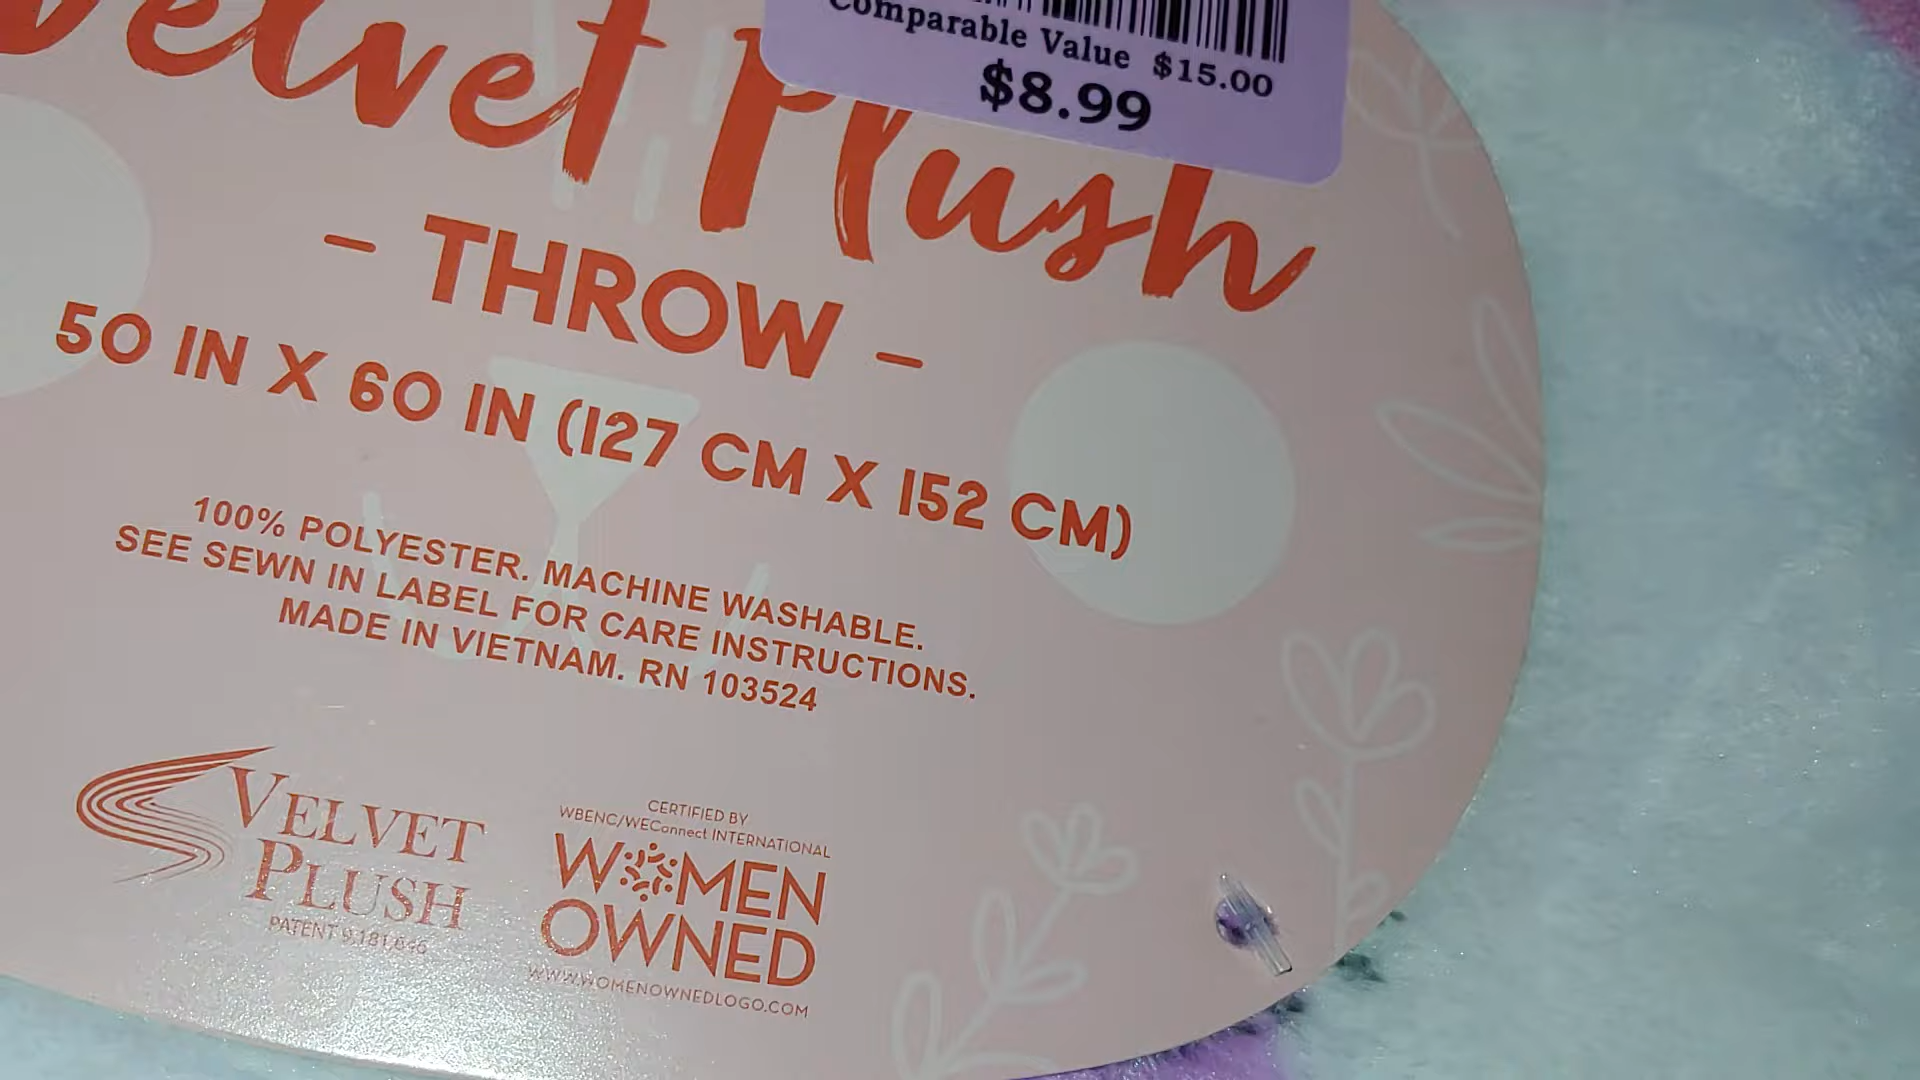 Comparable Value $15.00
$8.99
Velvet Plush
- THROW -
50 IN X 60 IN (127 CM X 152 CM)
100% POLYESTER. MACHINE WASHABLE.
SEE SEWN IN LABEL FOR CARE INSTRUCTIONS.
MADE IN VIETNAM. RN 103524
VELVET
PLUSH
PATENT 9,181,646
CERTIFIED BY
WBENC/WEConnect INTERNATIONAL
WOMEN
OWNED
WWW.WOMENOWNEDLOGO.COM